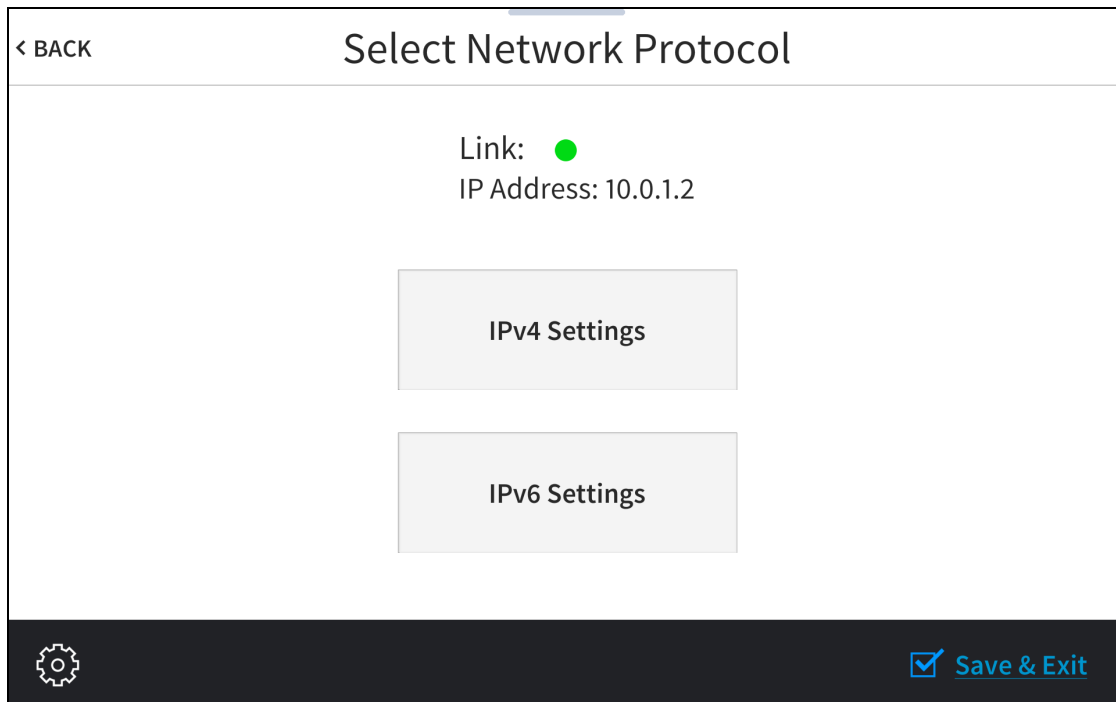 < BACK
Select Network Protocol
Link:
IP Address: 10.0.1.2
IPv4 Settings
IPv6 Settings
Save & Exit